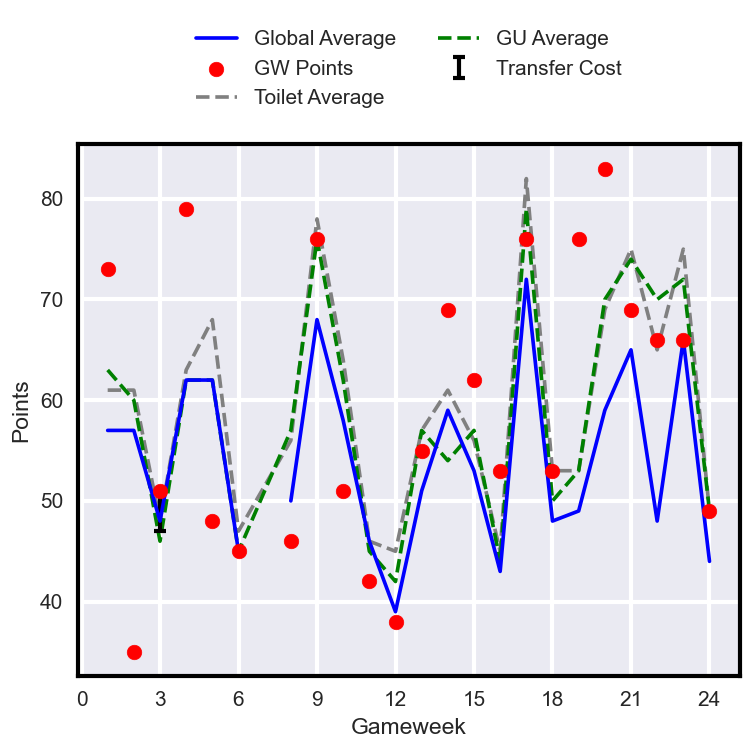 Global Average
GU Average
GW Points
Transfer Cost
Toilet Average
80
70
60
50
40
Points
0 3 6 9 12 15 18 21 24
Gameweek